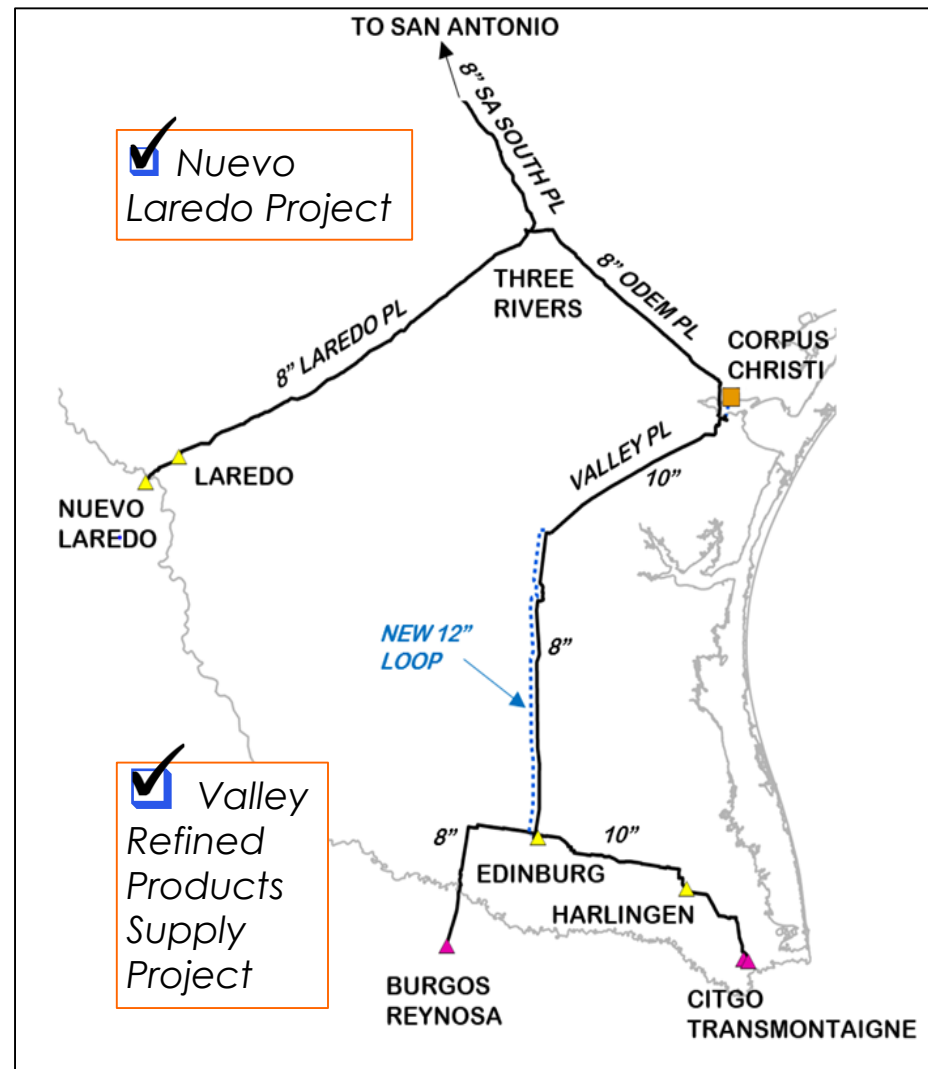 TO SAN ANTONIO
8" SA SOUTH PL
Nuevo
Laredo Project
THREE
RIVERS
8" ODEM PL
8" LAREDO PL
CORPUS
CHRISTI
VALLEY PL
10"
LAREDO
NUEVO
LAREDO
NEW 12"
LOOP
8"
Valley
Refined
Products
Supply
Project
8"
10"
EDINBURG
HARLINGEN
BURGOS
REYNOSA
CITGO
TRANSMONTAIGNE